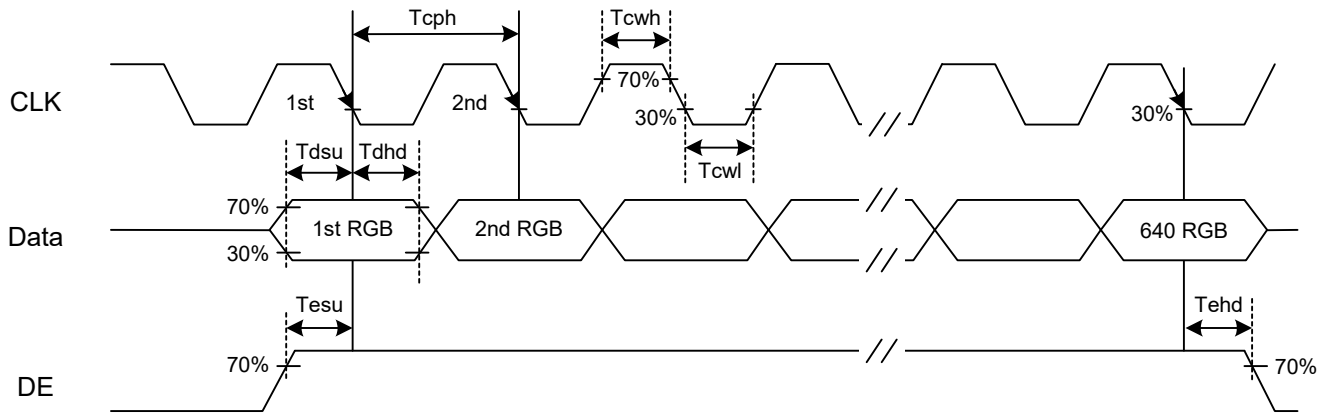 Tcph
Tcwh
CLK
1st
2nd
70%
30%
30%
Tdsu
Tdhd
Tcwl
70%
Data
1st RGB
2nd RGB
640 RGB
30%
Tesu
Tehd
70%
70%
DE